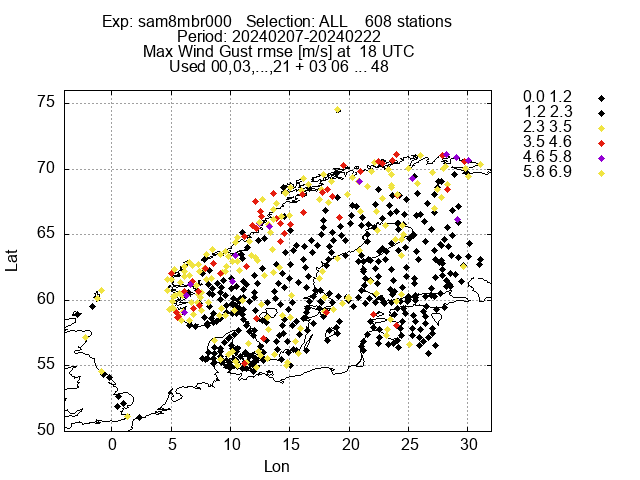 Exp: sam8mbr000 Selection: ALL 608 stations
Period: 20240207-20240222
Max Wind Gust rmse [m/s] at 18 UTC
Used 00,03,...,21 + 03 06 ... 48
0.0 1.2
1.2 2.3
2.3 3.5
3.5 4.6
4.6 5.8
5.8 6.9
75
70
65
60
55
50
Lat
0 5 10 15 20 25 30
Lon